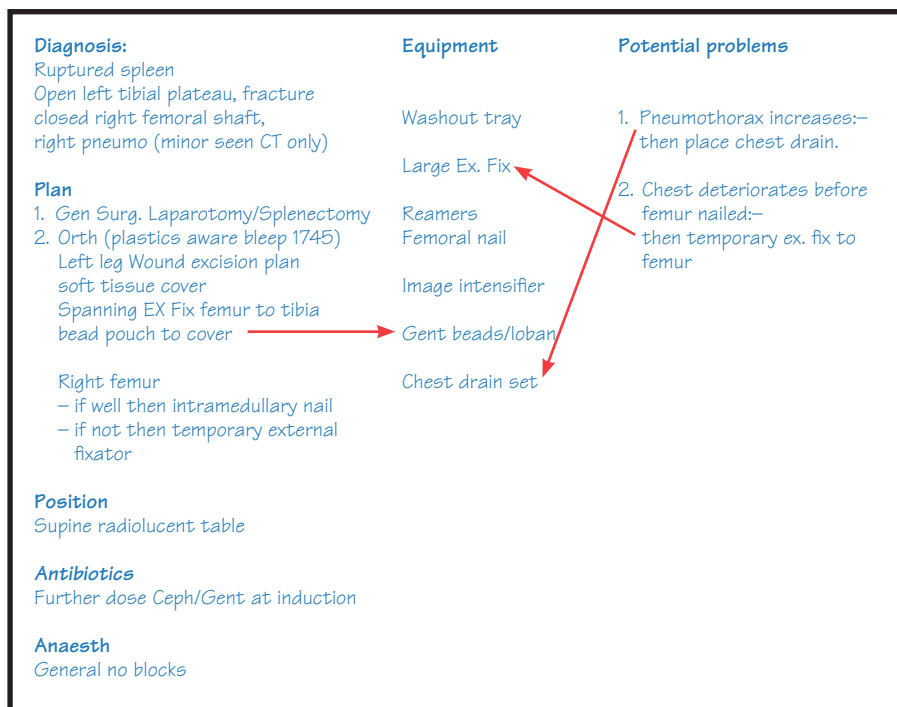 Diagnosis:
Ruptured spleen
Open left tibial plateau, fracture
closed right femoral shaft,
right pneumo (minor seen CT only)
Plan
1. Gen Surg. Laparotomy/Splenectomy
2. Orth (plastics aware bleep 1745)
Left leg Wound excision plan
soft tissue cover
Spanning EX Fix femur to tibia
bead pouch to cover
Right femur
– if well then intramedullary nail
– if not then temporary external
fixator
Position
Supine radiolucent table
Antibiotics
Further dose Ceph/Gent at induction
Anaesth
General no blocks
Equipment
Washout tray
Large Ex. Fix
Reamers
Femoral nail
Image intensifier
Gent beads/loban
Chest drain set
Potential problems
1. Pneumothorax increases:–
then place chest drain.
2. Chest deteriorates before
femur nailed:–
then temporary ex. fix to
femur